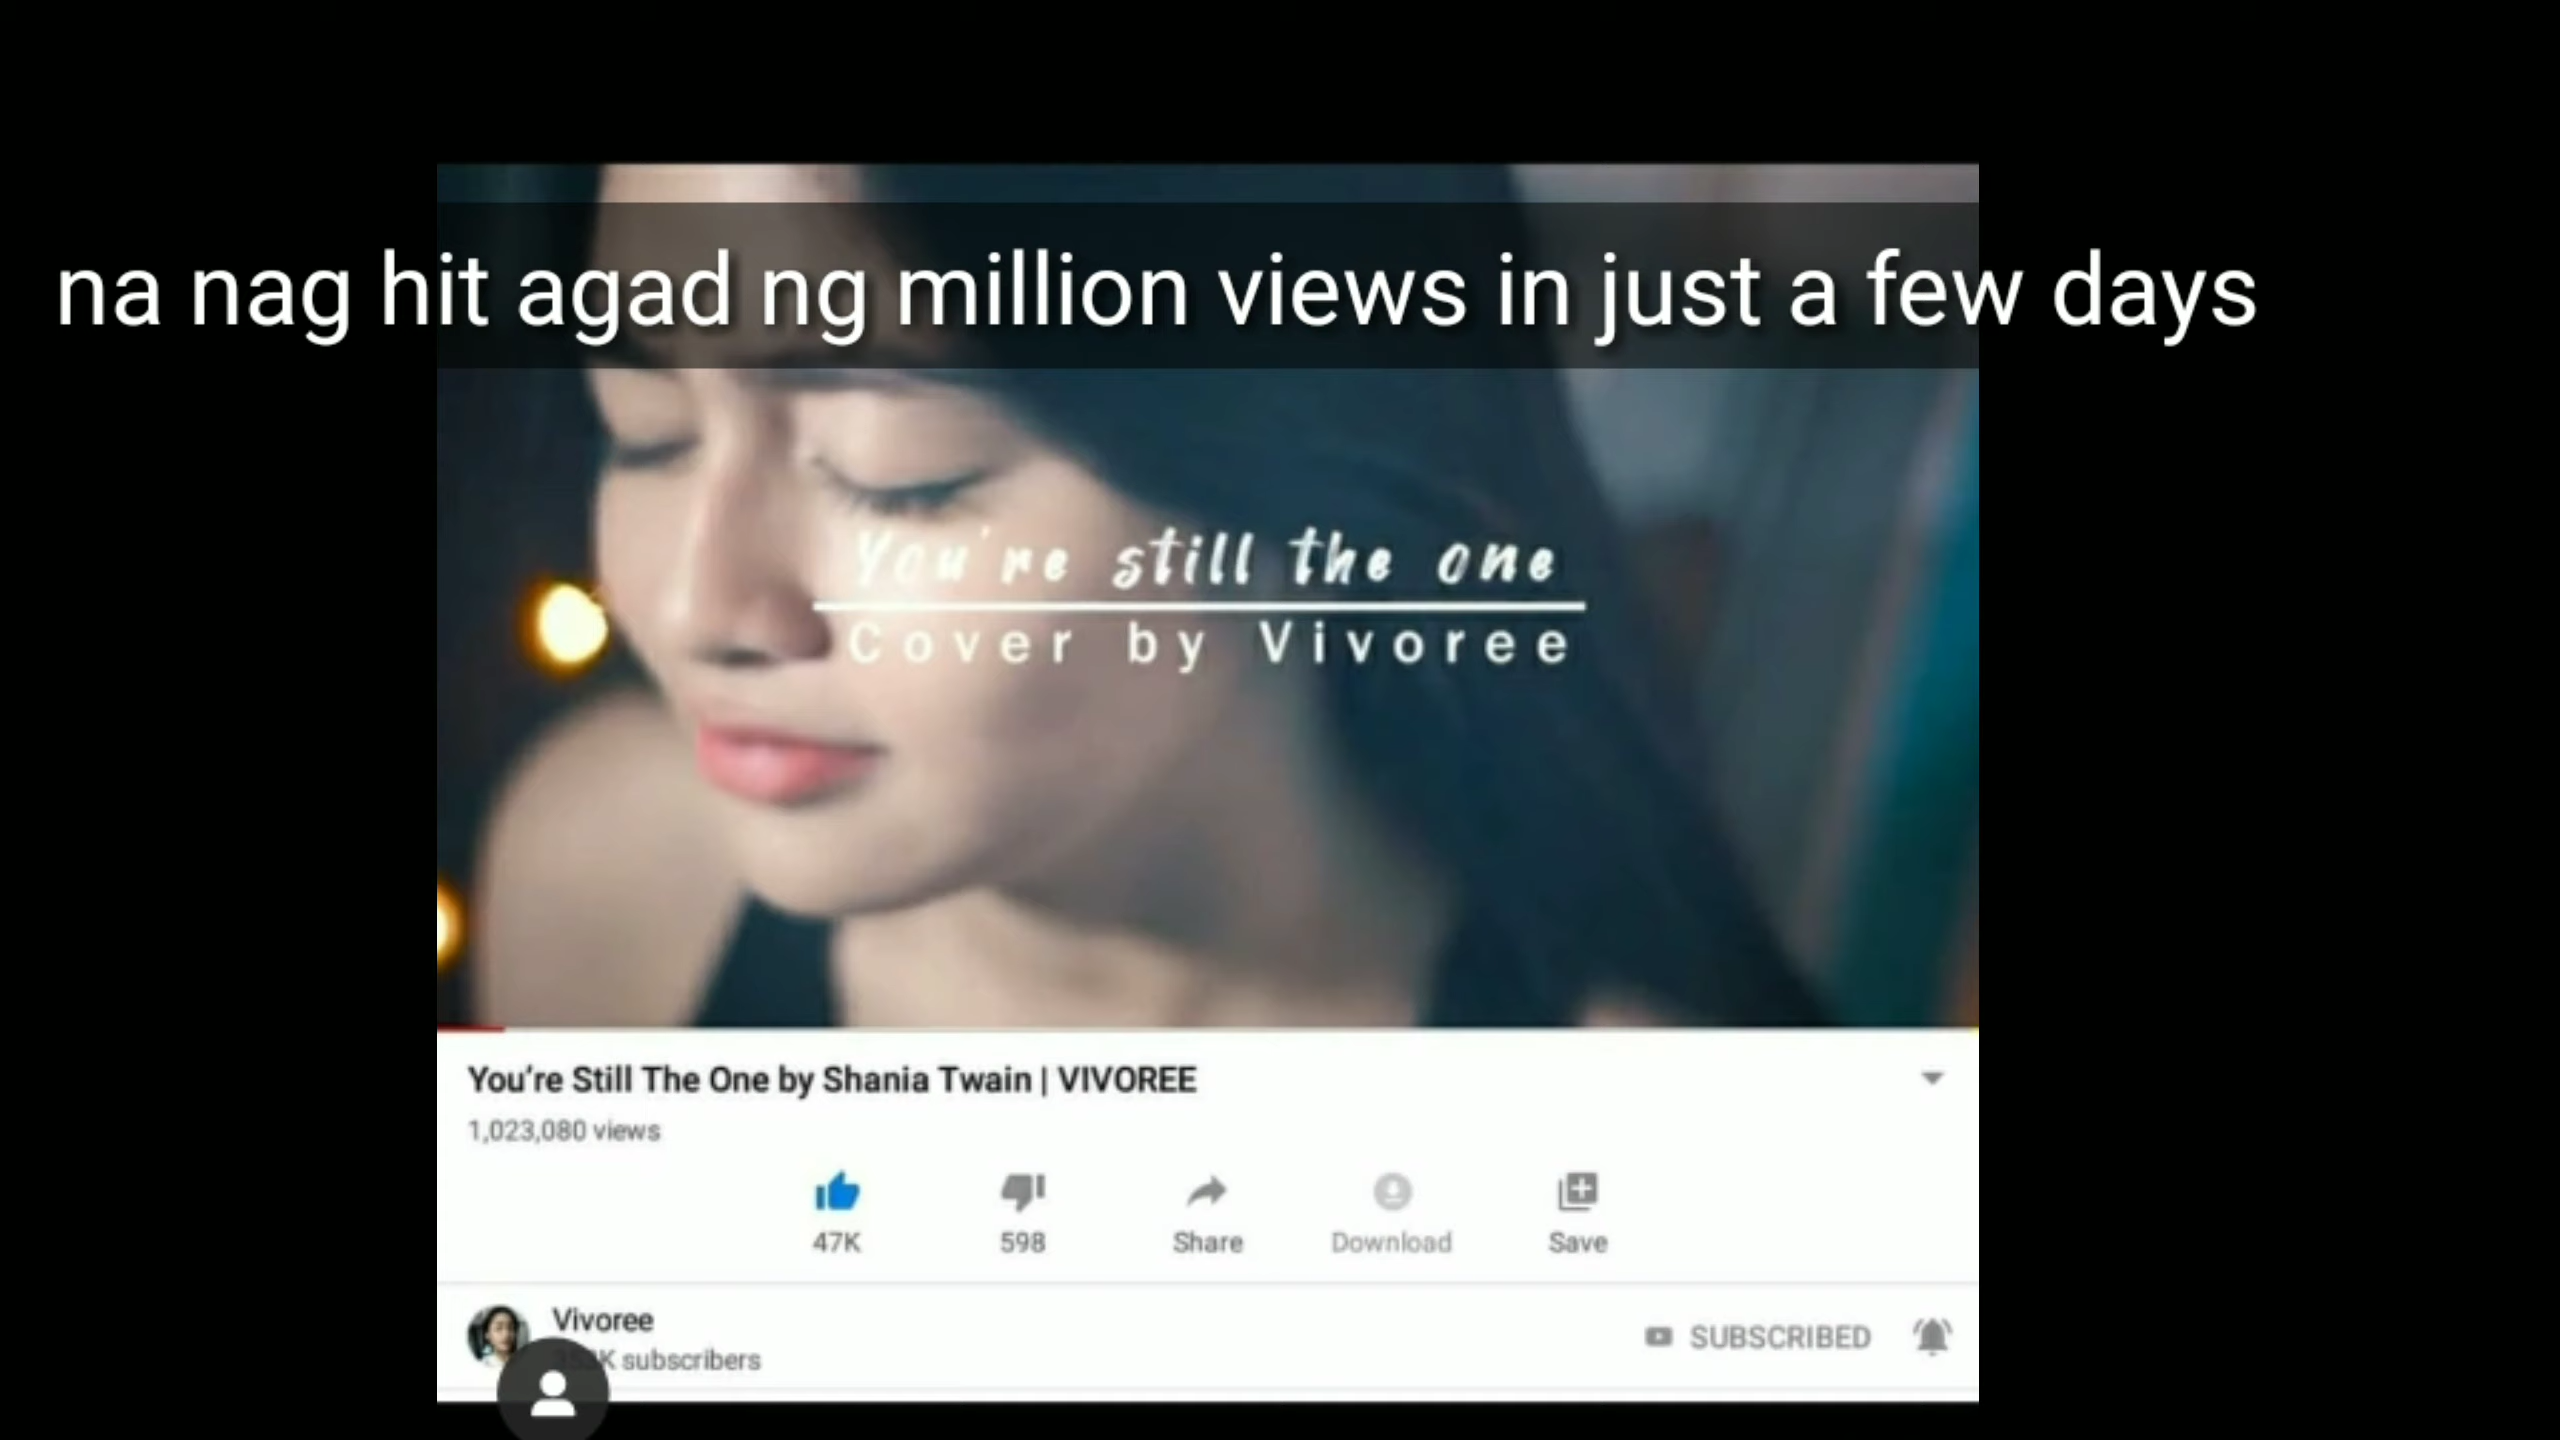 na nag hit agad ng million views in just a few days
You're still the one
Cover by Vivoree
You're Still The One by Shania Twain | VIVOREE
1,023,080 views
47K 598 Share Download Save
Vivoree
SUBSCRIBED
subscribers